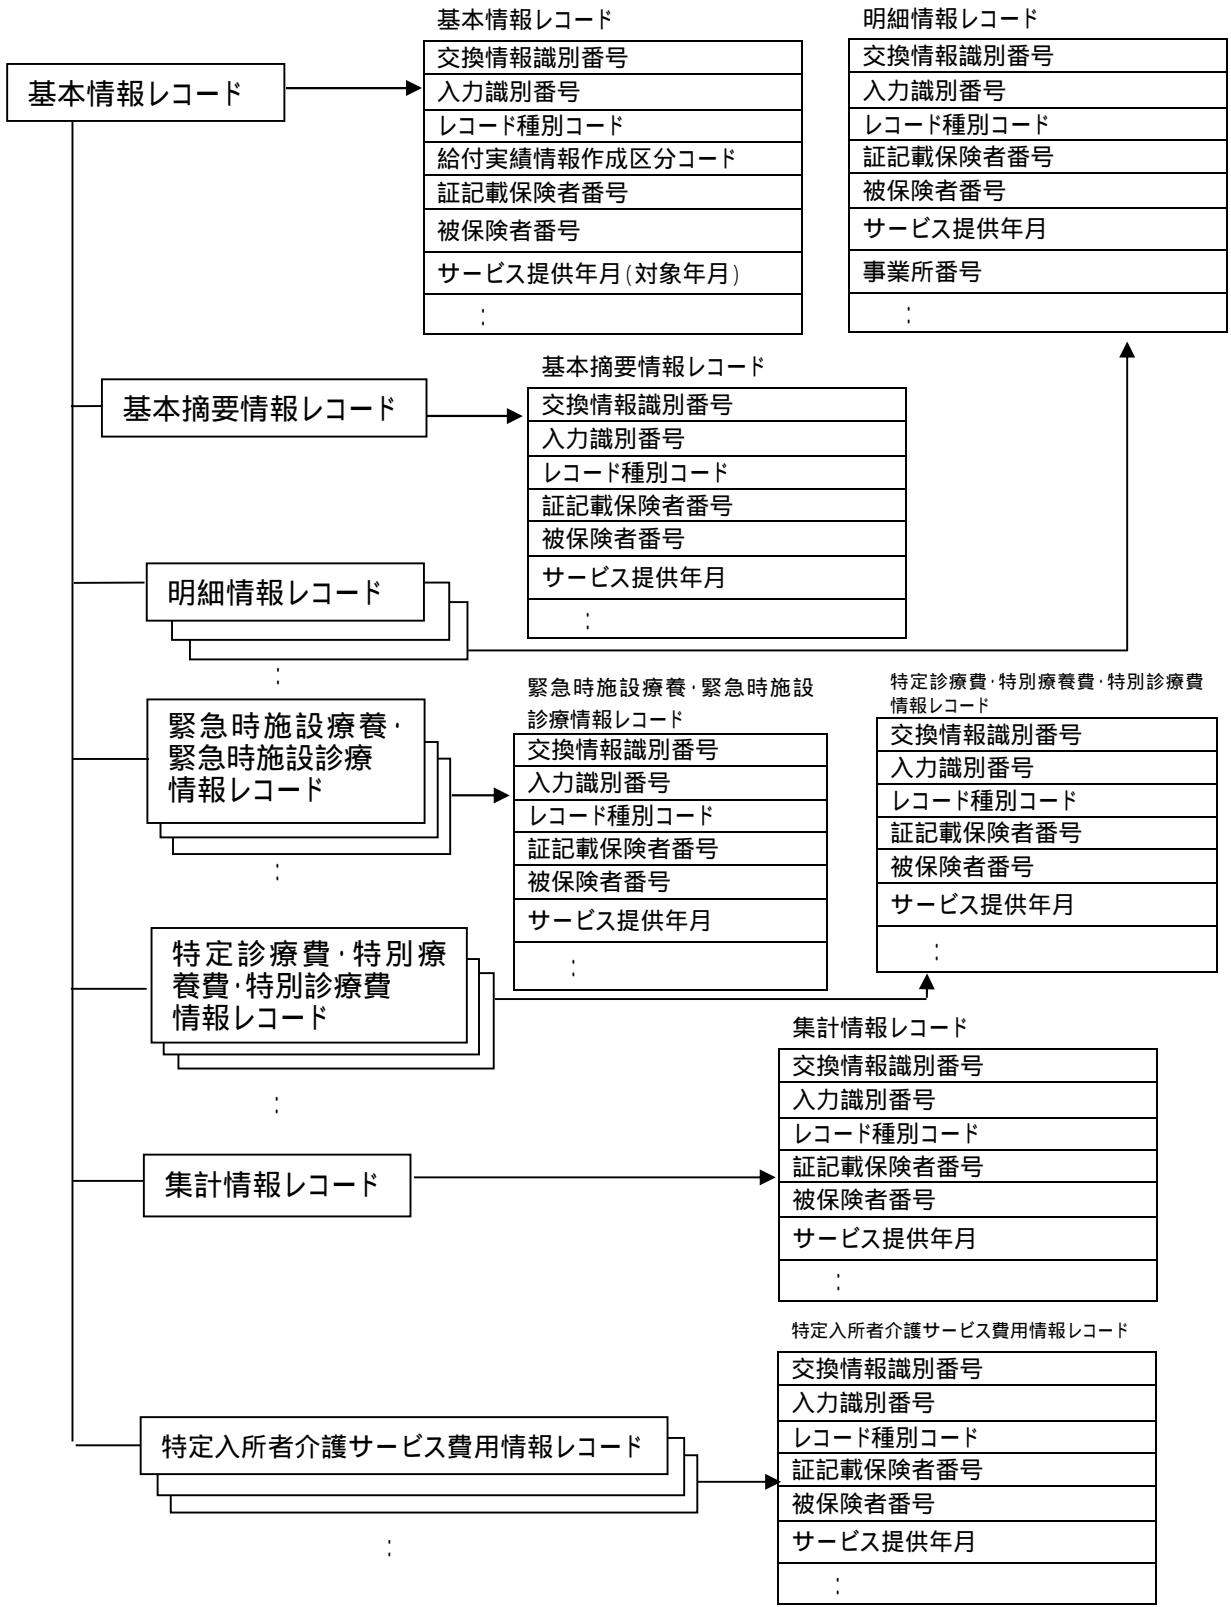 基本情報レコード
基本情報レコード
交換情報識別番号
入力識別番号
レコード種別コード
給付実績情報作成区分コード
証記載保険者番号
被保険者番号
サービス提供年月(対象年月)
:
明細情報レコード
交換情報識別番号
入力識別番号
レコード種別コード
証記載保険者番号
被保険者番号
サービス提供年月
事業所番号
:
基本摘要情報レコード
基本摘要情報レコード
交換情報識別番号
入力識別番号
レコード種別コード
証記載保険者番号
被保険者番号
サービス提供年月
:
明細情報レコード
:
緊急時施設療養・
緊急時施設診療
情報レコード
:
緊急時施設療養・緊急時施設
診療情報レコード
交換情報識別番号
入力識別番号
レコード種別コード
証記載保険者番号
被保険者番号
サービス提供年月
:
特定診療費・特別療養費・特別診療費
情報レコード
交換情報識別番号
入力識別番号
レコード種別コード
証記載保険者番号
被保険者番号
サービス提供年月
:
特定診療費・特別療
養費・特別診療費
情報レコード
:
集計情報レコード
集計情報レコード
交換情報識別番号
入力識別番号
レコード種別コード
証記載保険者番号
被保険者番号
サービス提供年月
:
特定入所者介護サービス費用情報レコード
:
特定入所者介護サービス費用情報レコード
交換情報識別番号
入力識別番号
レコード種別コード
証記載保険者番号
被保険者番号
サービス提供年月
: